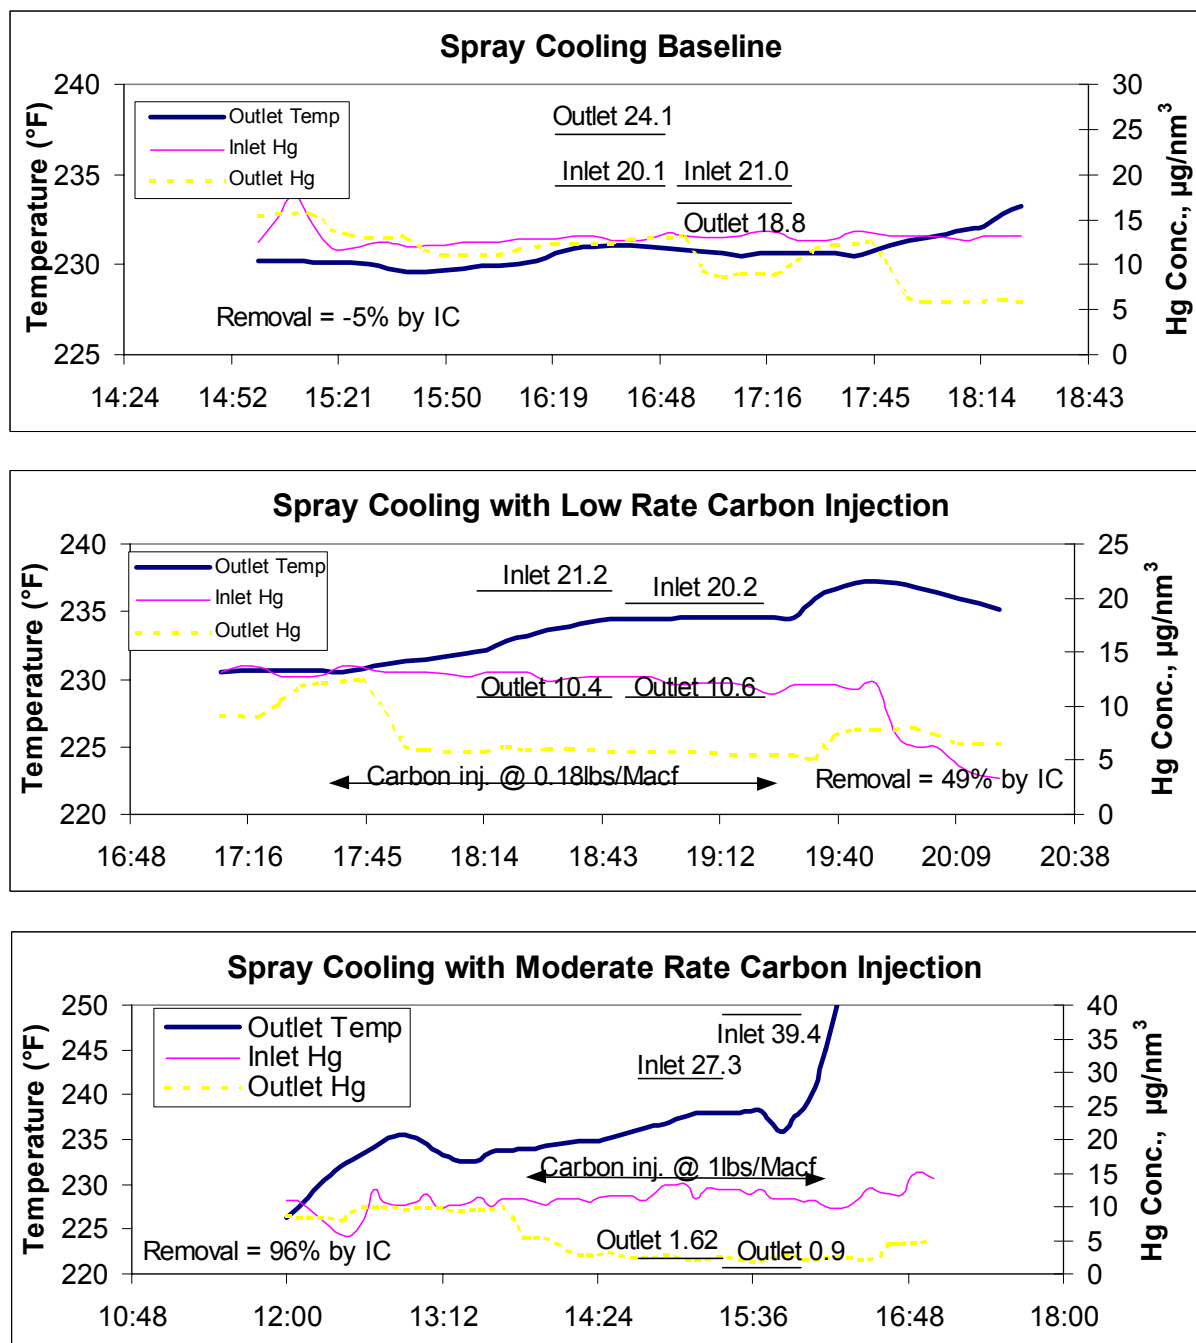 Spray Cooling Baseline
Temperature (°F)
Hg Conc., µg/nm³
240
235
230
225
30
25
20
15
10
5
0
Outlet Temp
Inlet Hg
Outlet Hg
Outlet 24.1
Inlet 20.1
Inlet 21.0
Outlet 18.8
Removal = -5% by IC
14:24 14:52 15:21 15:50 16:19 16:48 17:16 17:45 18:14 18:43
Spray Cooling with Low Rate Carbon Injection
Temperature (°F)
Hg Conc., µg/nm³
240
235
230
225
220
25
20
15
10
5
0
Outlet Temp
Inlet Hg
Outlet Hg
Inlet 21.2
Inlet 20.2
Outlet 10.4
Outlet 10.6
Carbon inj. @ 0.18lbs/Macf
Removal = 49% by IC
16:48 17:16 17:45 18:14 18:43 19:12 19:40 20:09 20:38
Spray Cooling with Moderate Rate Carbon Injection
Temperature (°F)
Hg Conc., µg/nm³
250
245
240
235
230
225
220
40
35
30
25
20
15
10
5
0
Outlet Temp
Inlet Hg
Outlet Hg
Inlet 39.4
Inlet 27.3
Carbon inj. @ 1lbs/Macf
Outlet 1.62
Outlet 0.9
Removal = 96% by IC
10:48 12:00 13:12 14:24 15:36 16:48 18:00